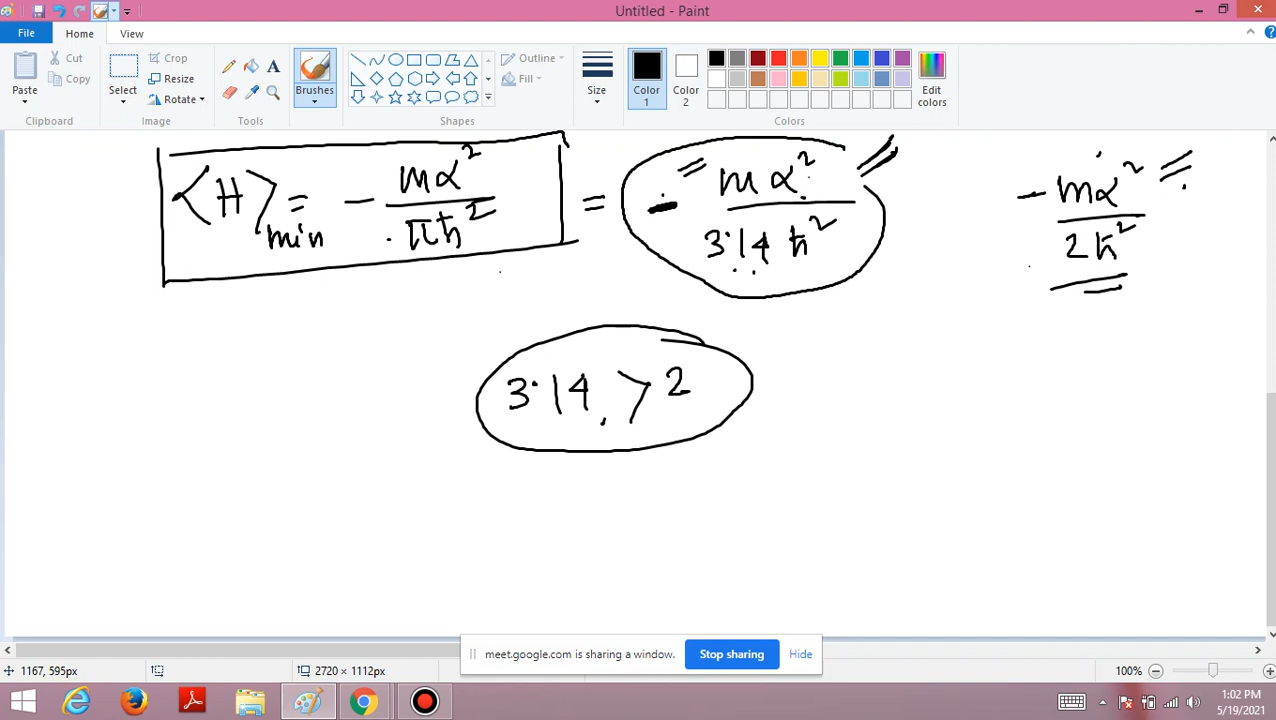 Untitled - Paint
File Home View
Paste
Cut
Copy
Clipboard
Select
Crop
Resize
Rotate
Image
Tools
Brushes
Outline
Fill
Shapes
Size
Color 1
Color 2
Edit colors
Colors
<H>min = - mα² / πħ² = - mα² / 3·14 ħ²
- mα² / 2ħ²
3·14 > 2
meet.google.com is sharing a window. Stop sharing Hide
1167, 595px 2720 × 1112px 100%
1:02 PM
5/19/2021